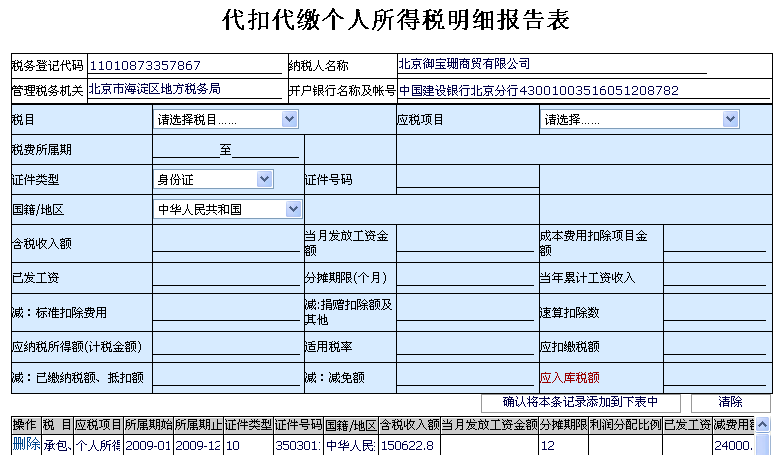 代扣代缴个人所得税明细报告表
税务登记代码 11010873357867 纳税人名称 北京御宝珊商贸有限公司
管理税务机关 北京市海淀区地方税务局 开户银行名称及帐号 中国建设银行北京分行43001003516051208782
税目 请选择税目...... 应税项目 请选择......
税费所属期 至
证件类型 身份证 证件号码
国籍/地区 中华人民共和国
含税收入额 当月发放工资金额 成本费用扣除项目金额
已发工资 分摊期限(个月) 当年累计工资收入
减：标准扣除费用 减:捐赠扣除额及其他 速算扣除数
应纳税所得额(计税金额) 适用税率 应扣缴税额
减：已缴纳税额、抵扣额 减：减免额 应入库税额
确认将本条记录添加到下表中 清除
操作 税 目 应税项目 所属期始 所属期止 证件类型 证件号码 国籍/地区 含税收入额 当月发放工资金额 分摊期限 利润分配比例 已发工资 减费用额
删除 承包、 个人所得 2009-01 2009-12 10 350301 中华人民 150622.8 12 24000.